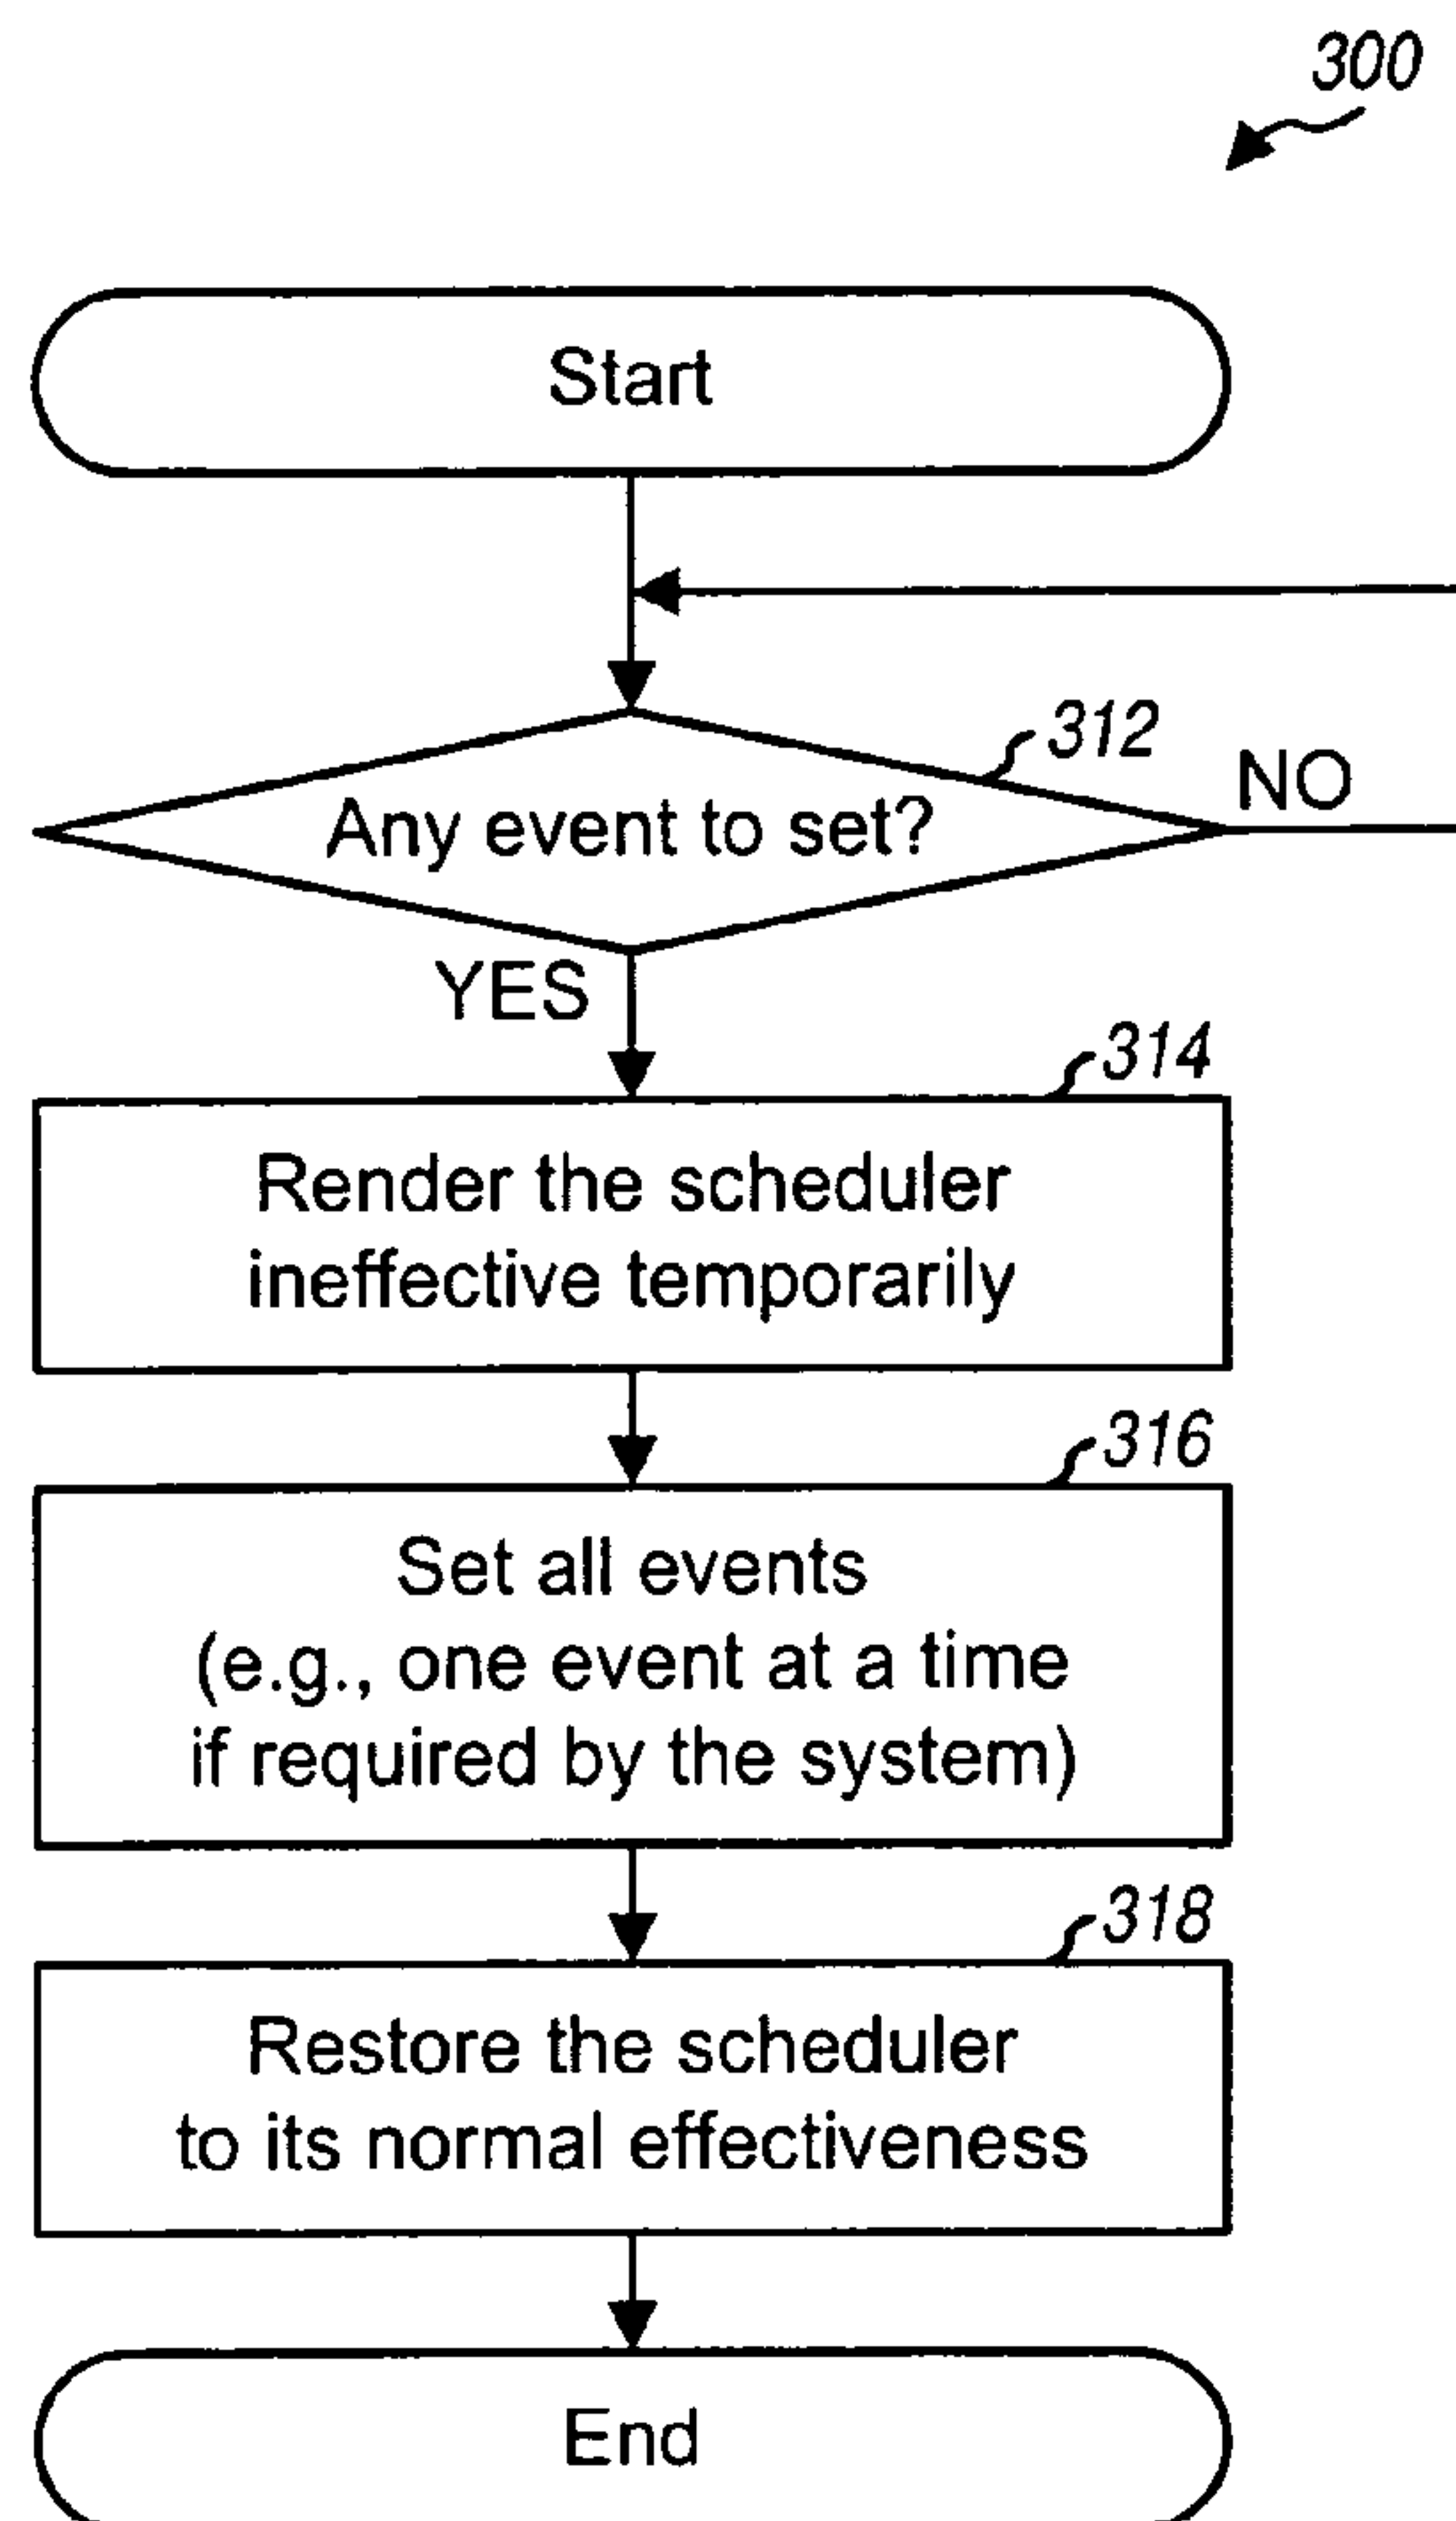 300
Start
312
NO
Any event to set?
YES
314
Render the scheduler
ineffective temporarily
316
Set all events
(e.g., one event at a time
if required by the system)
318
Restore the scheduler
to its normal effectiveness
End